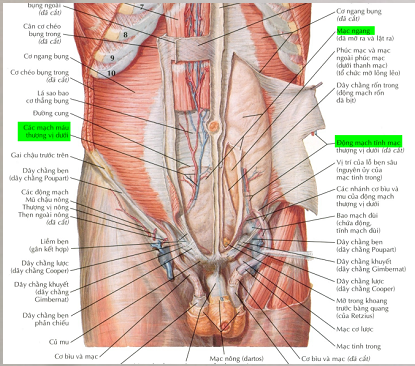 bụng ngoài
(đã cắt)
Cân cơ chéo
bụng trong
(đã cắt)
Cơ ngang bụng
Cơ chéo bụng trong
(đã cắt)
Lá sao bao
cơ thẳng bụng
Đường cung
Các mạch máu
thượng vị dưới
Gai chậu trước trên
Dây chằng bẹn
(dây chằng Poupart)
Các động mạch
Mũ chậu nông
Thượng vị nông
Thẹn ngoài nông
(đã cắt)
Liềm bẹn
(gân kết hợp)
Dây chằng lược
(dây chằng Cooper)
Dây chằng khuyết
(dây chằng
Gimbernat)
Dây chằng bẹn
phản chiếu
Củ mu
Cơ bìu và mạc
7
8
9
10
Cơ ngang bụng
(đã cắt)
Mạc ngang
(đã mở ra và lật ra)
Phúc mạc và mạc
ngoài phúc mạc
(dưới thanh mạc)
(tổ chức mỡ lỏng lẻo)
Dây chằng rốn trong
(động mạch rốn
đã bịt)
Động mạch tĩnh mạc
thượng vị dưới (đã cắt)
Vị trí của lỗ bẹn sâu
(nguyên ủy của
mạc tinh trong)
Các nhánh cơ bìu và
mu của động mạch
thượng vị dưới
Bao mạch đùi
(chứa động,
tĩnh mạch đùi)
Dây chằng bẹn
(dây chằng Poupart)
Dây chằng khuyết
(dây chằng Gimbernat)
Dây chằng lược
(dây chằng Cooper)
Mỡ trong khoang
trước bàng quang
(của Retzius)
Mạc cơ lược
Mạc tinh trong
Cơ bìu và mạc (đã cắt)
Mạc nông (dartos)